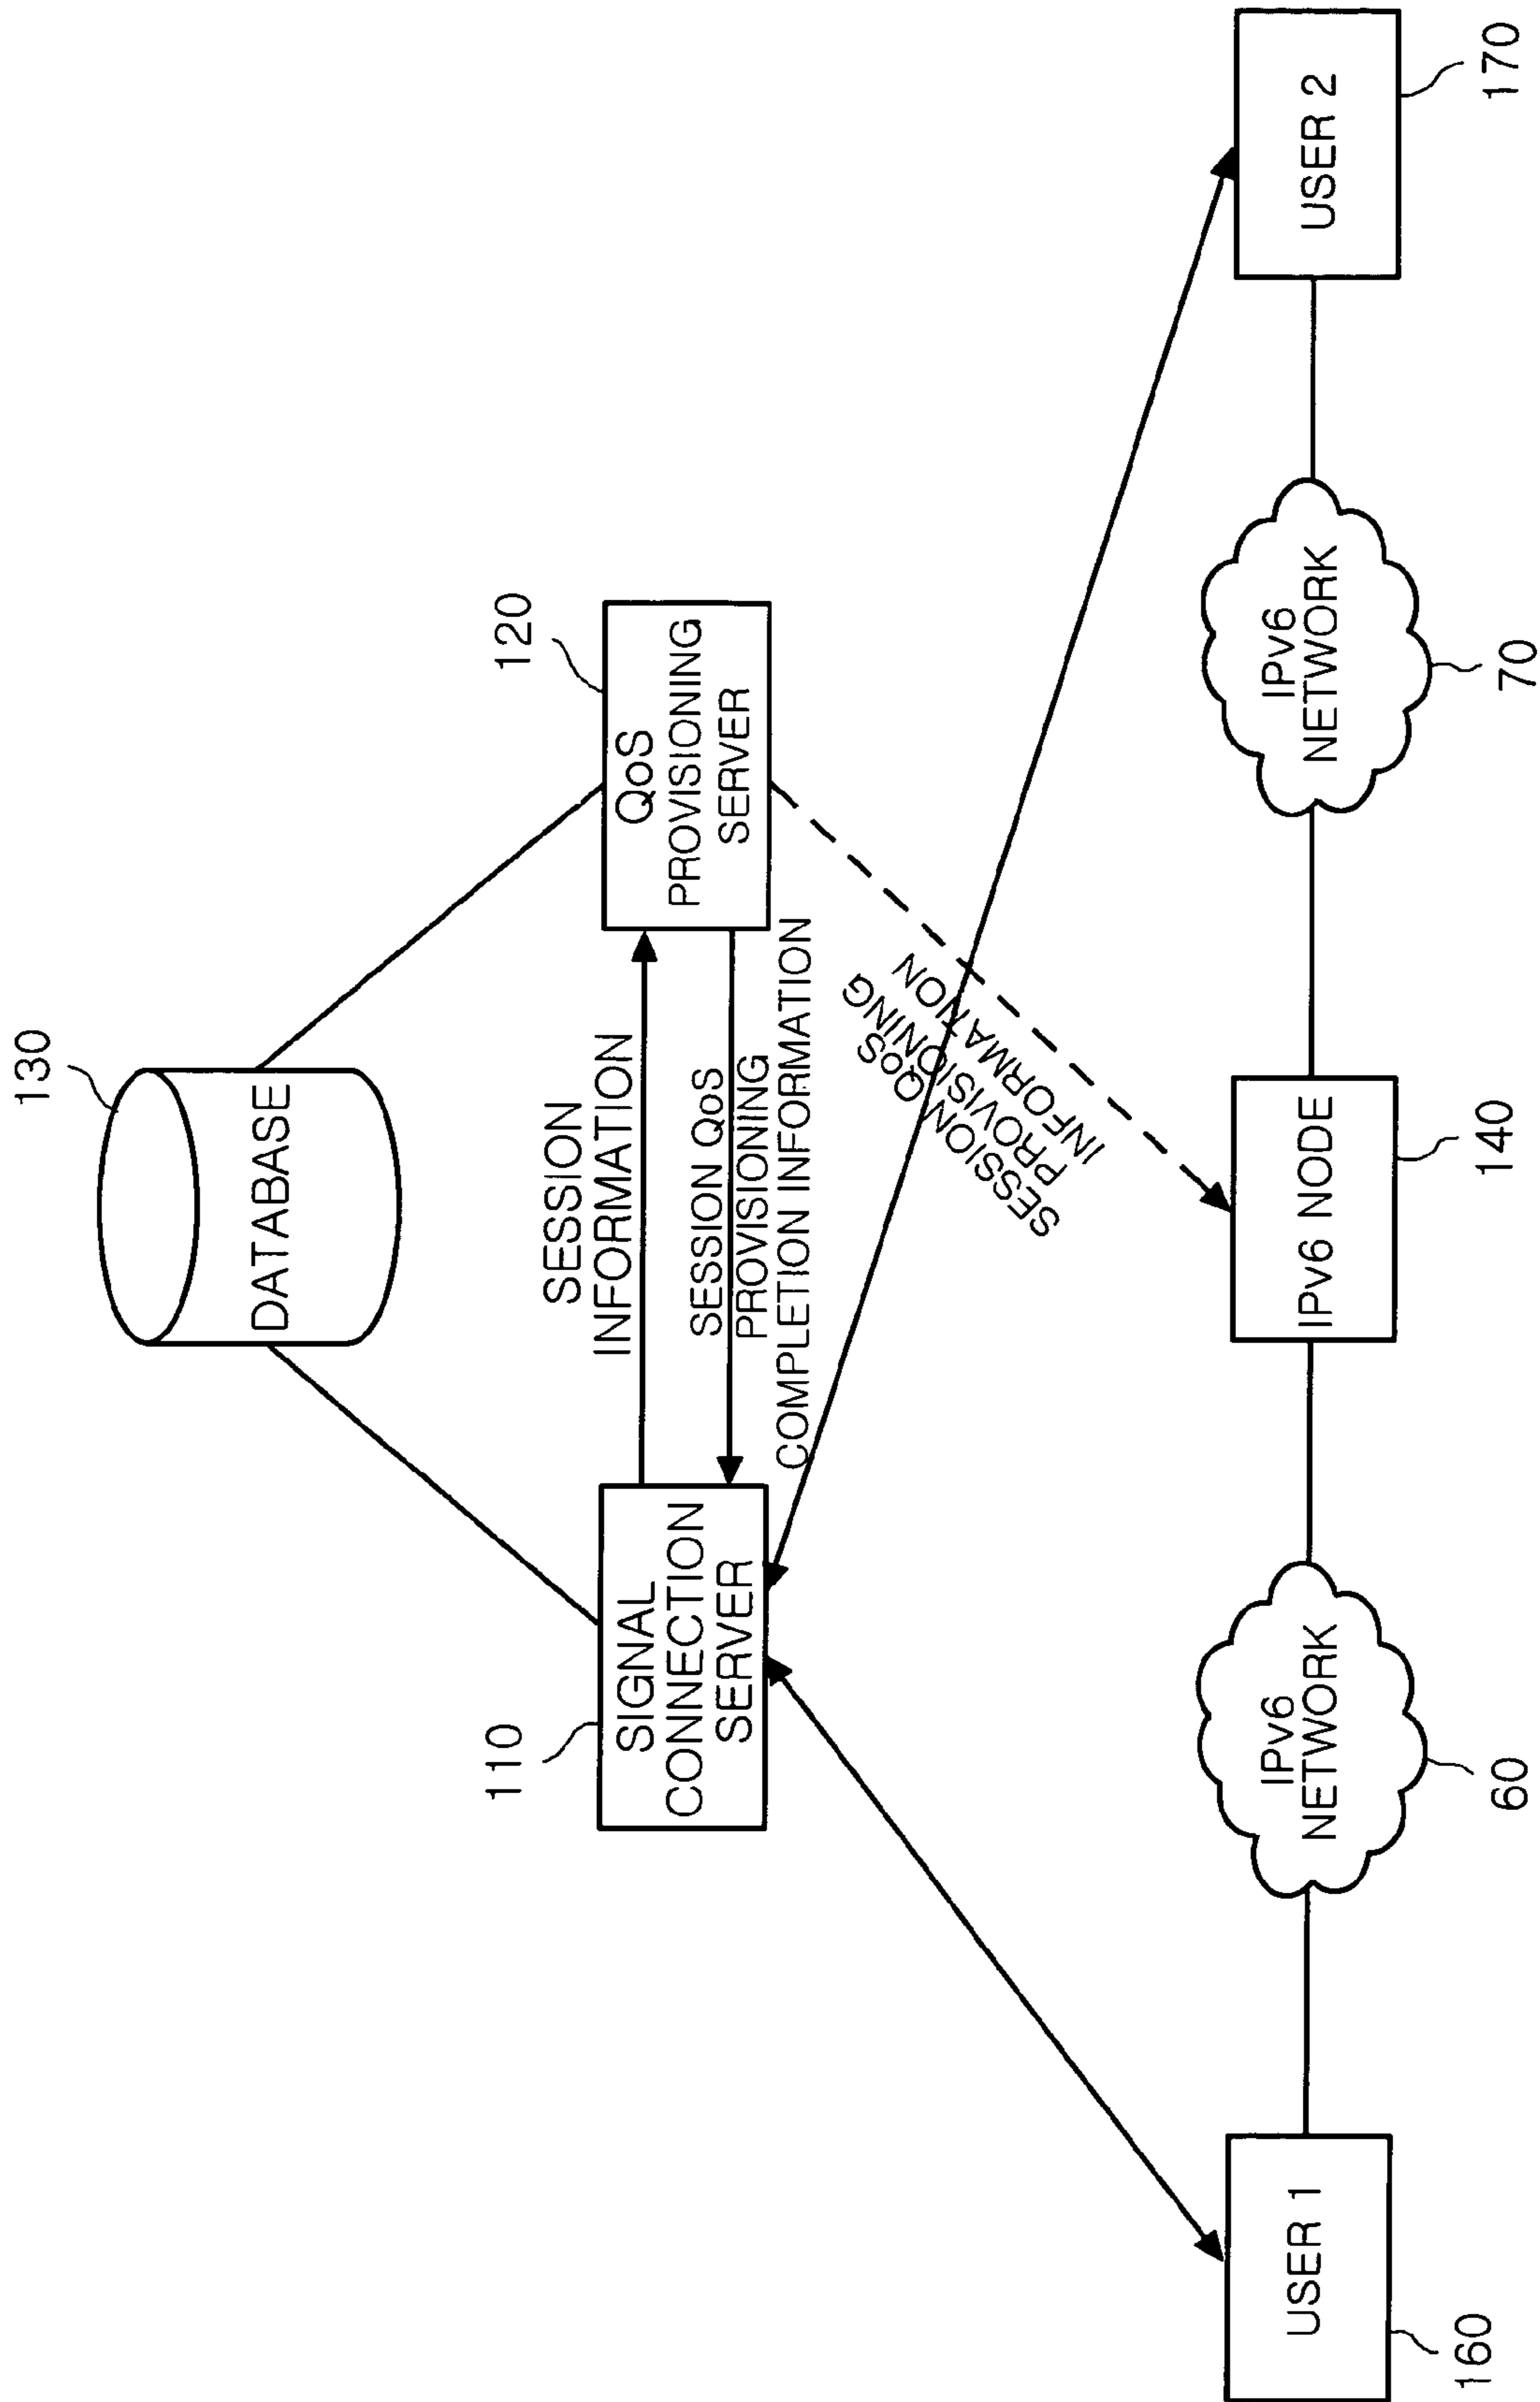 130
DATABASE
120
QoS
PROVISIONING
SERVER
SESSION
INFORMATION
SESSION QoS
PROVISIONING
COMPLETION INFORMATION
110
SIGNAL
CONNECTION
SERVER
SESSION QoS
PROVISIONING
INFORMATION
USER 1
160
IPv6
NETWORK
60
IPv6 NODE
140
IPv6
NETWORK
70
USER 2
170